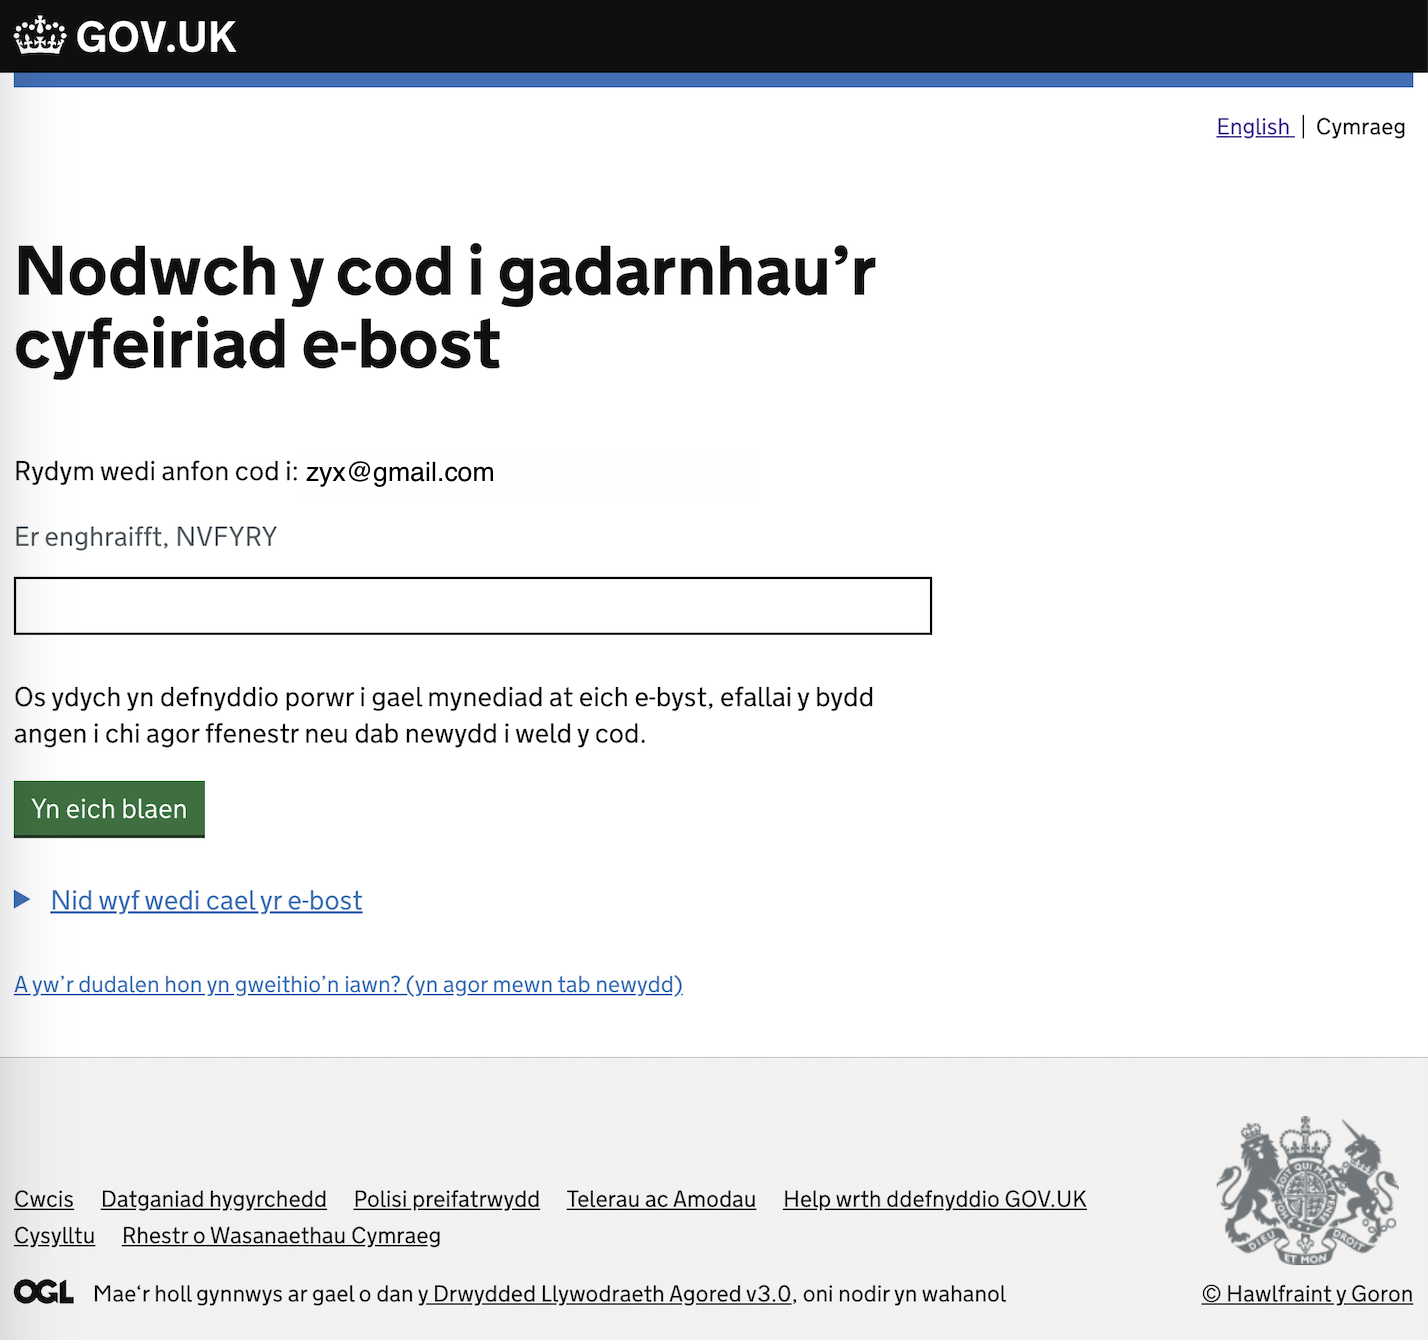 GOV.UK
English | Cymraeg
Nodwch y cod i gadarnhau’r
cyfeiriad e-bost
Rydym wedi anfon cod i: zyx@gmail.com
Er enghraifft, NVFYRY
Os ydych yn defnyddio porwr i gael mynediad at eich e-byst, efallai y bydd
angen i chi agor ffenestr neu dab newydd i weld y cod.
Yn eich blaen
Nid wyf wedi cael yr e-bost
A yw’r dudalen hon yn gweithio’n iawn? (yn agor mewn tab newydd)
Cwcis Datganiad hygyrchedd Polisi preifatrwydd Telerau ac Amodau Help wrth ddefnyddio GOV.UK
Cysylltu Rhestr o Wasanaethau Cymraeg
OGL Mae‘r holl gynnwys ar gael o dan y Drwydded Llywodraeth Agored v3.0, oni nodir yn wahanol
DIEU ET MON DROIT
© Hawlfraint y Goron